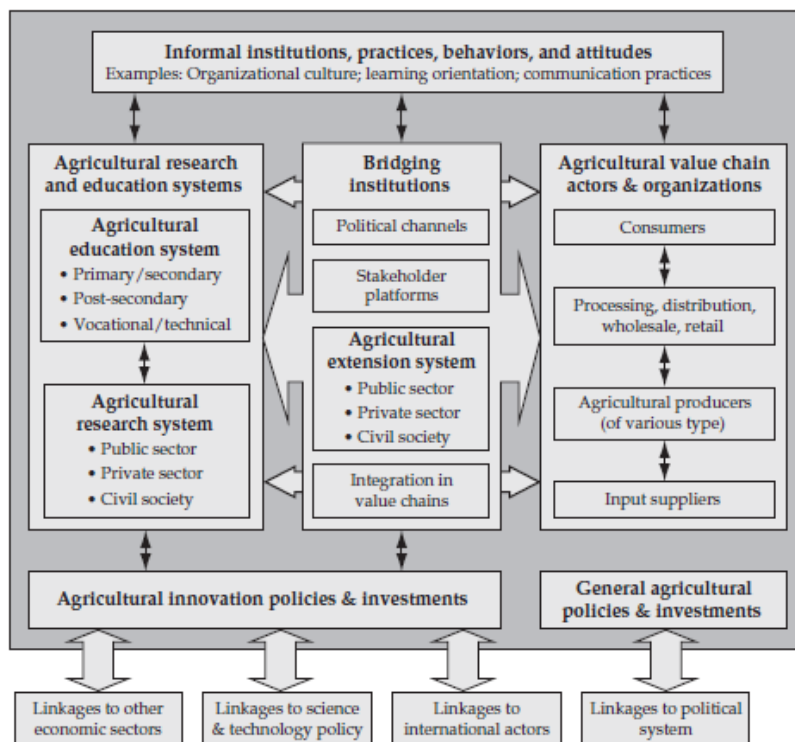 Informal institutions, practices, behaviors, and attitudes
Examples: Organizational culture; learning orientation; communication practices
Agricultural research
and education systems
Agricultural
education system
• Primary/secondary
• Post-secondary
• Vocational/technical
Agricultural
research system
• Public sector
• Private sector
• Civil society
Bridging
institutions
Political channels
Stakeholder
platforms
Agricultural
extension system
• Public sector
• Private sector
• Civil society
Integration in
value chains
Agricultural value chain
actors & organizations
Consumers
Processing, distribution,
wholesale, retail
Agricultural producers
(of various type)
Input suppliers
Agricultural innovation policies & investments
General agricultural
policies & investments
Linkages to other
economic sectors
Linkages to science
& technology policy
Linkages to
international actors
Linkages to political
system